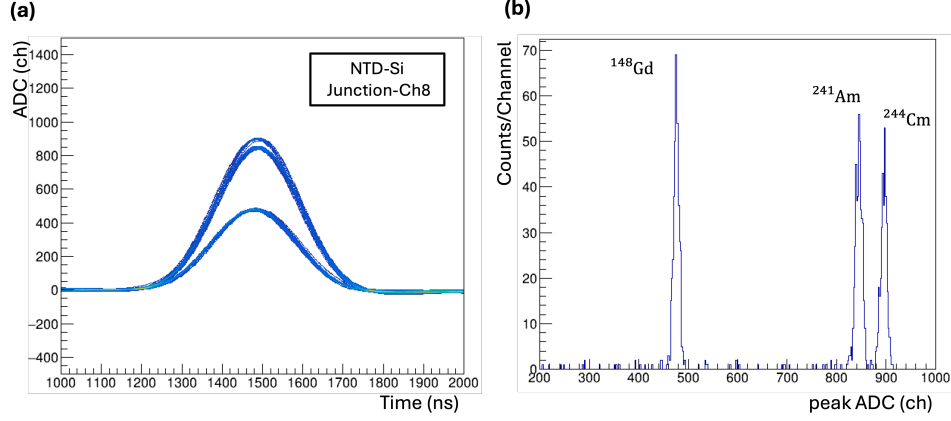 (a)
ADC (ch)
1400
1200
1000
800
600
400
200
0
−200
−400
NTD-Si
Junction-Ch8
1000 1100 1200 1300 1400 1500 1600 1700 1800 1900 2000
Time (ns)
(b)
Counts/Channel
70
60
50
40
30
20
10
0
¹⁴⁸Gd
²⁴¹Am
²⁴⁴Cm
200 300 400 500 600 700 800 900 1000
peak ADC (ch)